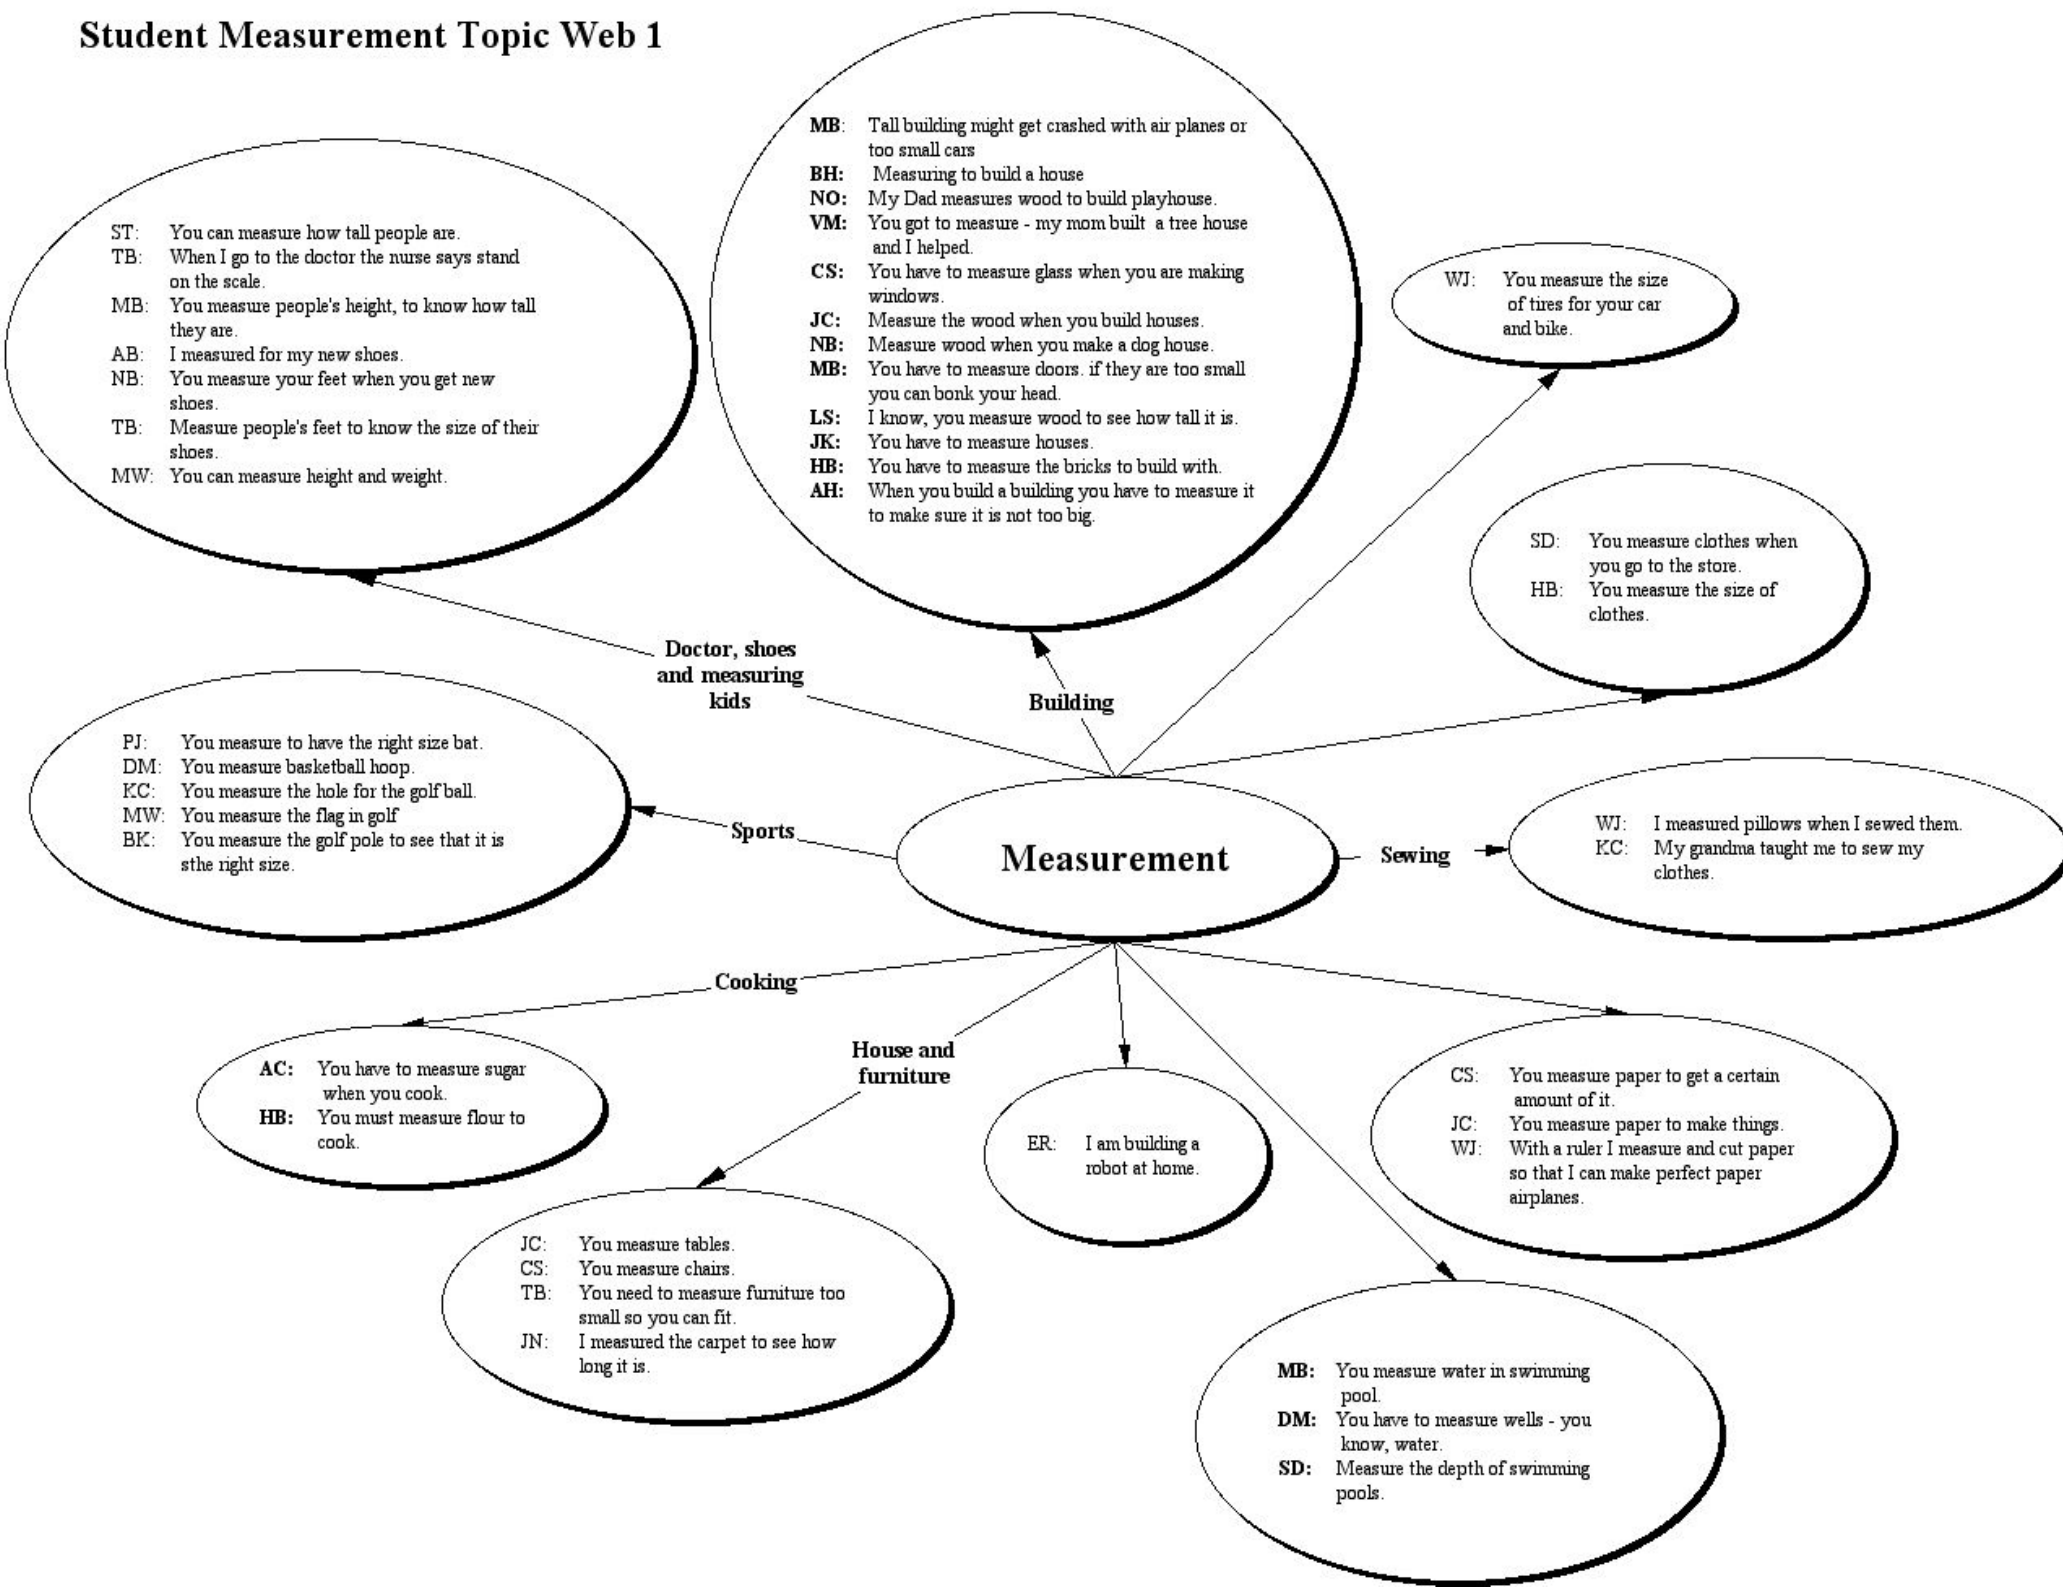 Student Measurement Topic Web 1
MB: Tall building might get crashed with air planes or
too small cars
BH: Measuring to build a house
NO: My Dad measures wood to build playhouse.
VM: You got to measure - my mom built a tree house
and I helped.
CS: You have to measure glass when you are making
windows.
JC: Measure the wood when you build houses.
NB: Measure wood when you make a dog house.
MB: You have to measure doors. if they are too small
you can bonk your head.
LS: I know, you measure wood to see how tall it is.
JK: You have to measure houses.
HB: You have to measure the bricks to build with.
AH: When you build a building you have to measure it
to make sure it is not too big.
ST: You can measure how tall people are.
TB: When I go to the doctor the nurse says stand
on the scale.
MB: You measure people's height, to know how tall
they are.
AB: I measured for my new shoes.
NB: You measure your feet when you get new
shoes.
TB: Measure people's feet to know the size of their
shoes.
MW: You can measure height and weight.
WJ: You measure the size
of tires for your car
and bike.
SD: You measure clothes when
you go to the store.
HB: You measure the size of
clothes.
Doctor, shoes
and measuring
kids
Building
PJ: You measure to have the right size bat.
DM: You measure basketball hoop.
KC: You measure the hole for the golf ball.
MW: You measure the flag in golf
BK: You measure the golf pole to see that it is
sthe right size.
Sports
Measurement
Sewing
WJ: I measured pillows when I sewed them.
KC: My grandma taught me to sew my
clothes.
Cooking
AC: You have to measure sugar
when you cook.
HB: You must measure flour to
cook.
House and
furniture
JC: You measure tables.
CS: You measure chairs.
TB: You need to measure furniture too
small so you can fit.
JN: I measured the carpet to see how
long it is.
ER: I am building a
robot at home.
CS: You measure paper to get a certain
amount of it.
JC: You measure paper to make things.
WJ: With a ruler I measure and cut paper
so that I can make perfect paper
airplanes.
MB: You measure water in swimming
pool.
DM: You have to measure wells - you
know, water.
SD: Measure the depth of swimming
pools.